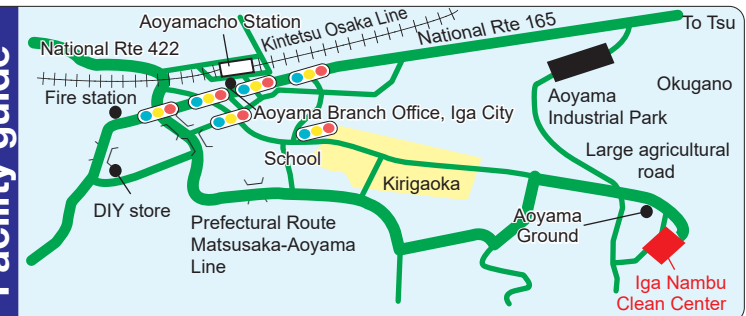 Facility guide
Aoyamacho Station
Kintetsu Osaka Line
National Rte 165
To Tsu
National Rte 422
Fire station
Aoyama Branch Office, Iga City
Aoyama
Industrial Park
Okugano
School
Large agricultural
road
Kirigaoka
DIY store
Prefectural Route
Matsusaka-Aoyama
Line
Aoyama
Ground
Iga Nambu
Clean Center